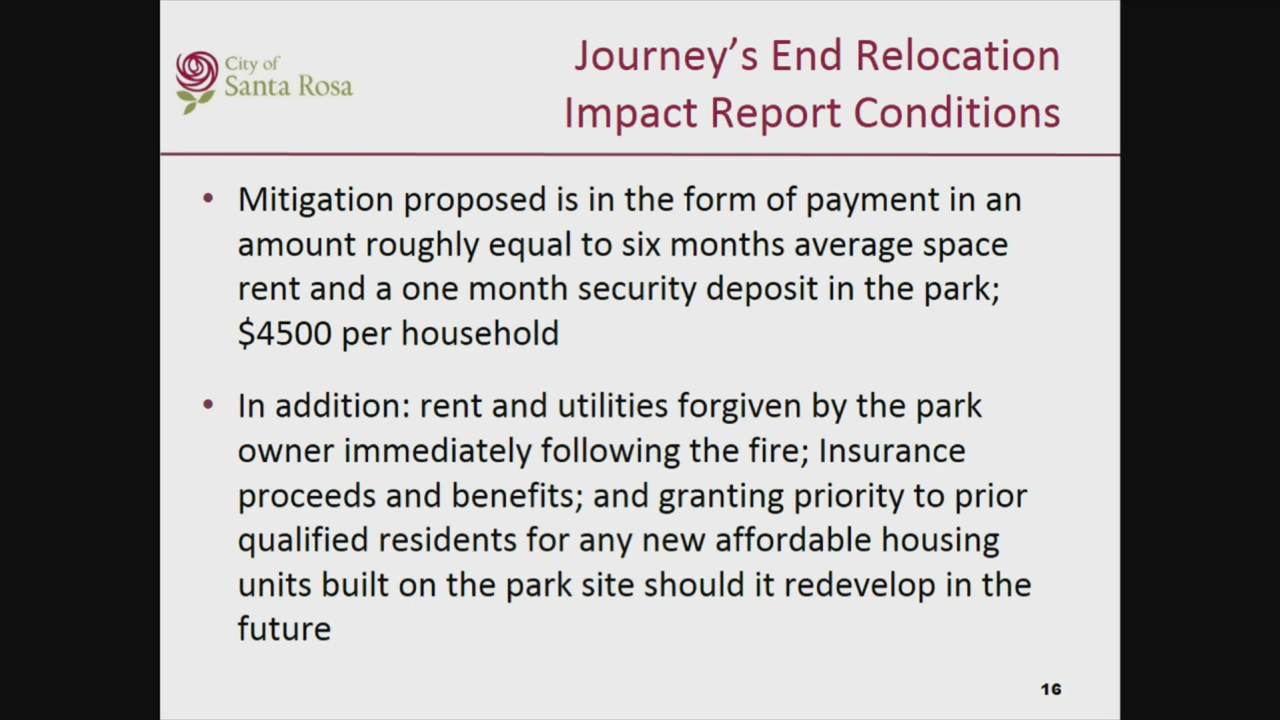 City of
Santa Rosa
Journey's End Relocation
Impact Report Conditions
• Mitigation proposed is in the form of payment in an
amount roughly equal to six months average space
rent and a one month security deposit in the park;
$4500 per household
• In addition: rent and utilities forgiven by the park
owner immediately following the fire; Insurance
proceeds and benefits; and granting priority to prior
qualified residents for any new affordable housing
units built on the park site should it redevelop in the
future
16